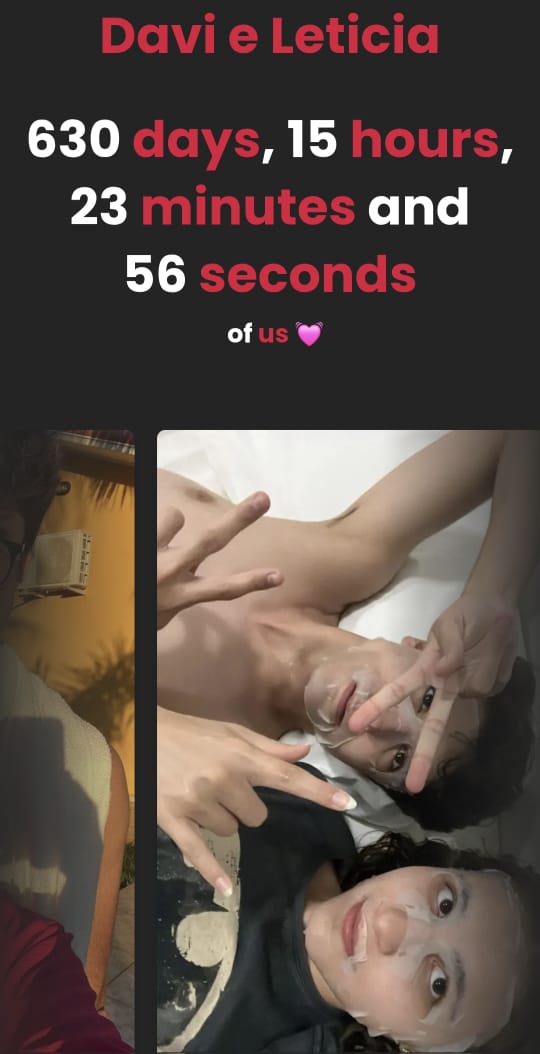 Davi e Leticia
630 days, 15 hours,
23 minutes and
56 seconds
of us 💓